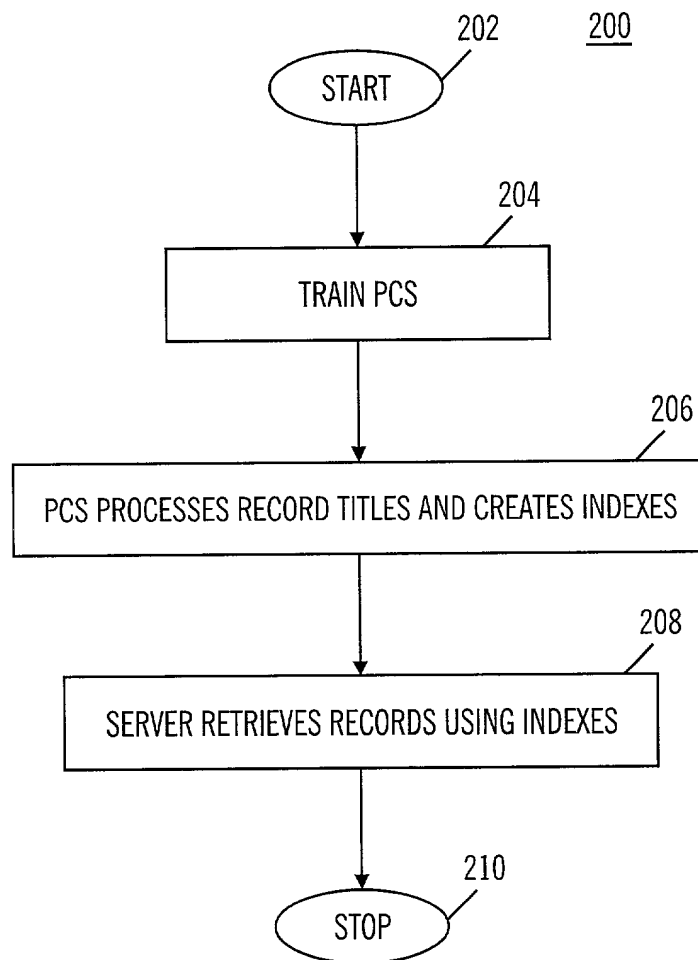 202
200
START
204
TRAIN PCS
206
PCS PROCESSES RECORD TITLES AND CREATES INDEXES
208
SERVER RETRIEVES RECORDS USING INDEXES
210
STOP